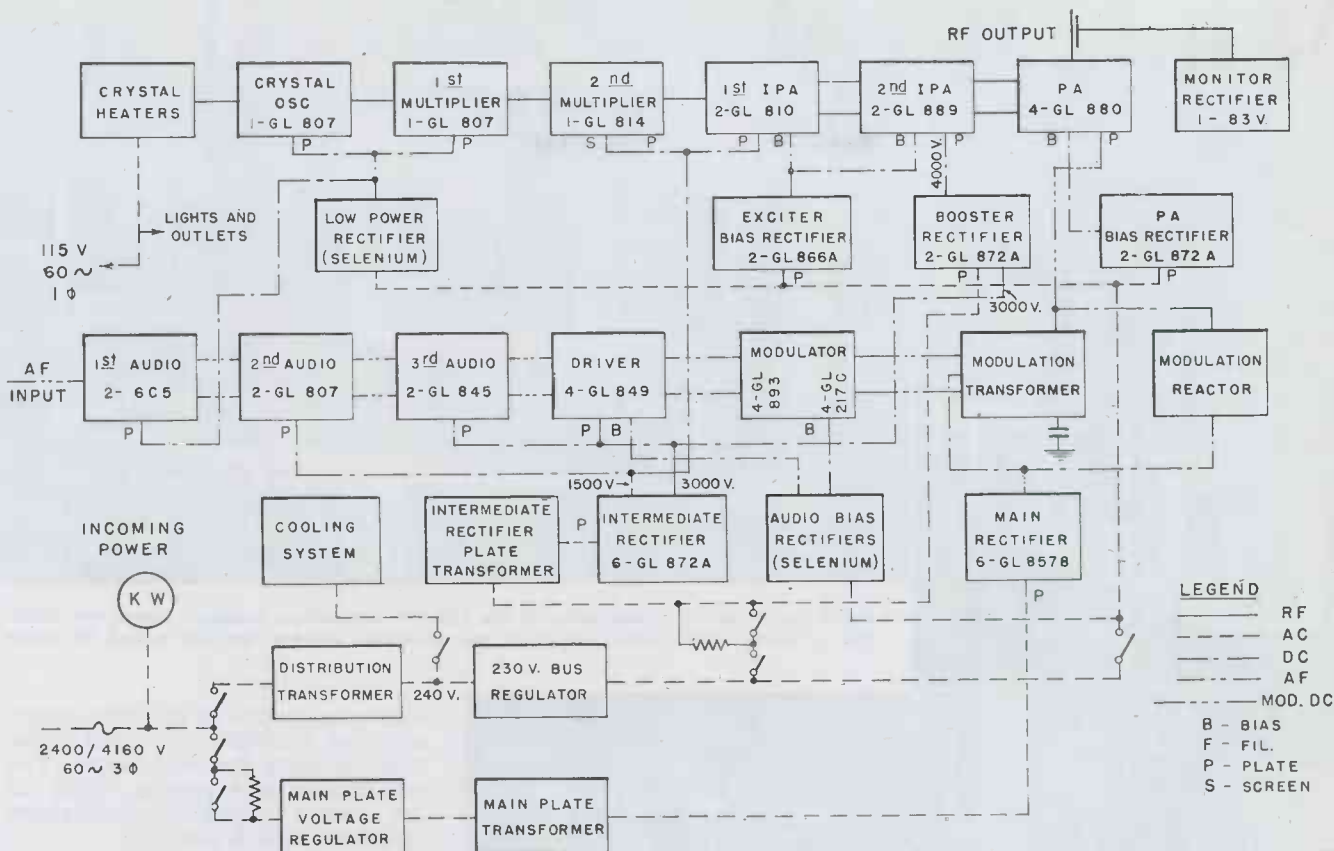 RF OUTPUT
CRYSTAL
HEATERS
CRYSTAL
OSC
1-GL 807
P
1st
MULTIPLIER
1-GL 807
P
2nd
MULTIPLIER
1-GL 814
S P
1st IPA
2-GL 810
P B
2nd IPA
2-GL 889
B P
PA
4-GL 880
B P
MONITOR
RECTIFIER
1- 83V.
4000 V.
LIGHTS AND
OUTLETS
115 V
60 ~
1 Φ
LOW POWER
RECTIFIER
(SELENIUM)
EXCITER
BIAS RECTIFIER
2-GL 866A
P
BOOSTER
RECTIFIER
2-GL 872A
P
3000 V.
PA
BIAS RECTIFIER
2-GL 872 A
P
AF
INPUT
1st AUDIO
2- 6C5
P
2nd AUDIO
2-GL 807
P
3rd AUDIO
2-GL 845
P
DRIVER
4-GL 849
P B
MODULATOR
4-GL
893
4-GL
217C
B
MODULATION
TRANSFORMER
MODULATION
REACTOR
1500 V
3000 V.
INCOMING
POWER
KW
COOLING
SYSTEM
INTERMEDIATE
RECTIFIER
PLATE
TRANSFORMER
P
INTERMEDIATE
RECTIFIER
6-GL 872A
AUDIO BIAS
RECTIFIERS
(SELENIUM)
MAIN
RECTIFIER
6-GL 857B
P
DISTRIBUTION
TRANSFORMER
240 V.
230 V. BUS
REGULATOR
2400/4160 V
60 ~ 3 Φ
MAIN PLATE
VOLTAGE
REGULATOR
MAIN PLATE
TRANSFORMER
LEGEND
RF
AC
DC
AF
MOD. DC
B - BIAS
F - FIL.
P - PLATE
S - SCREEN